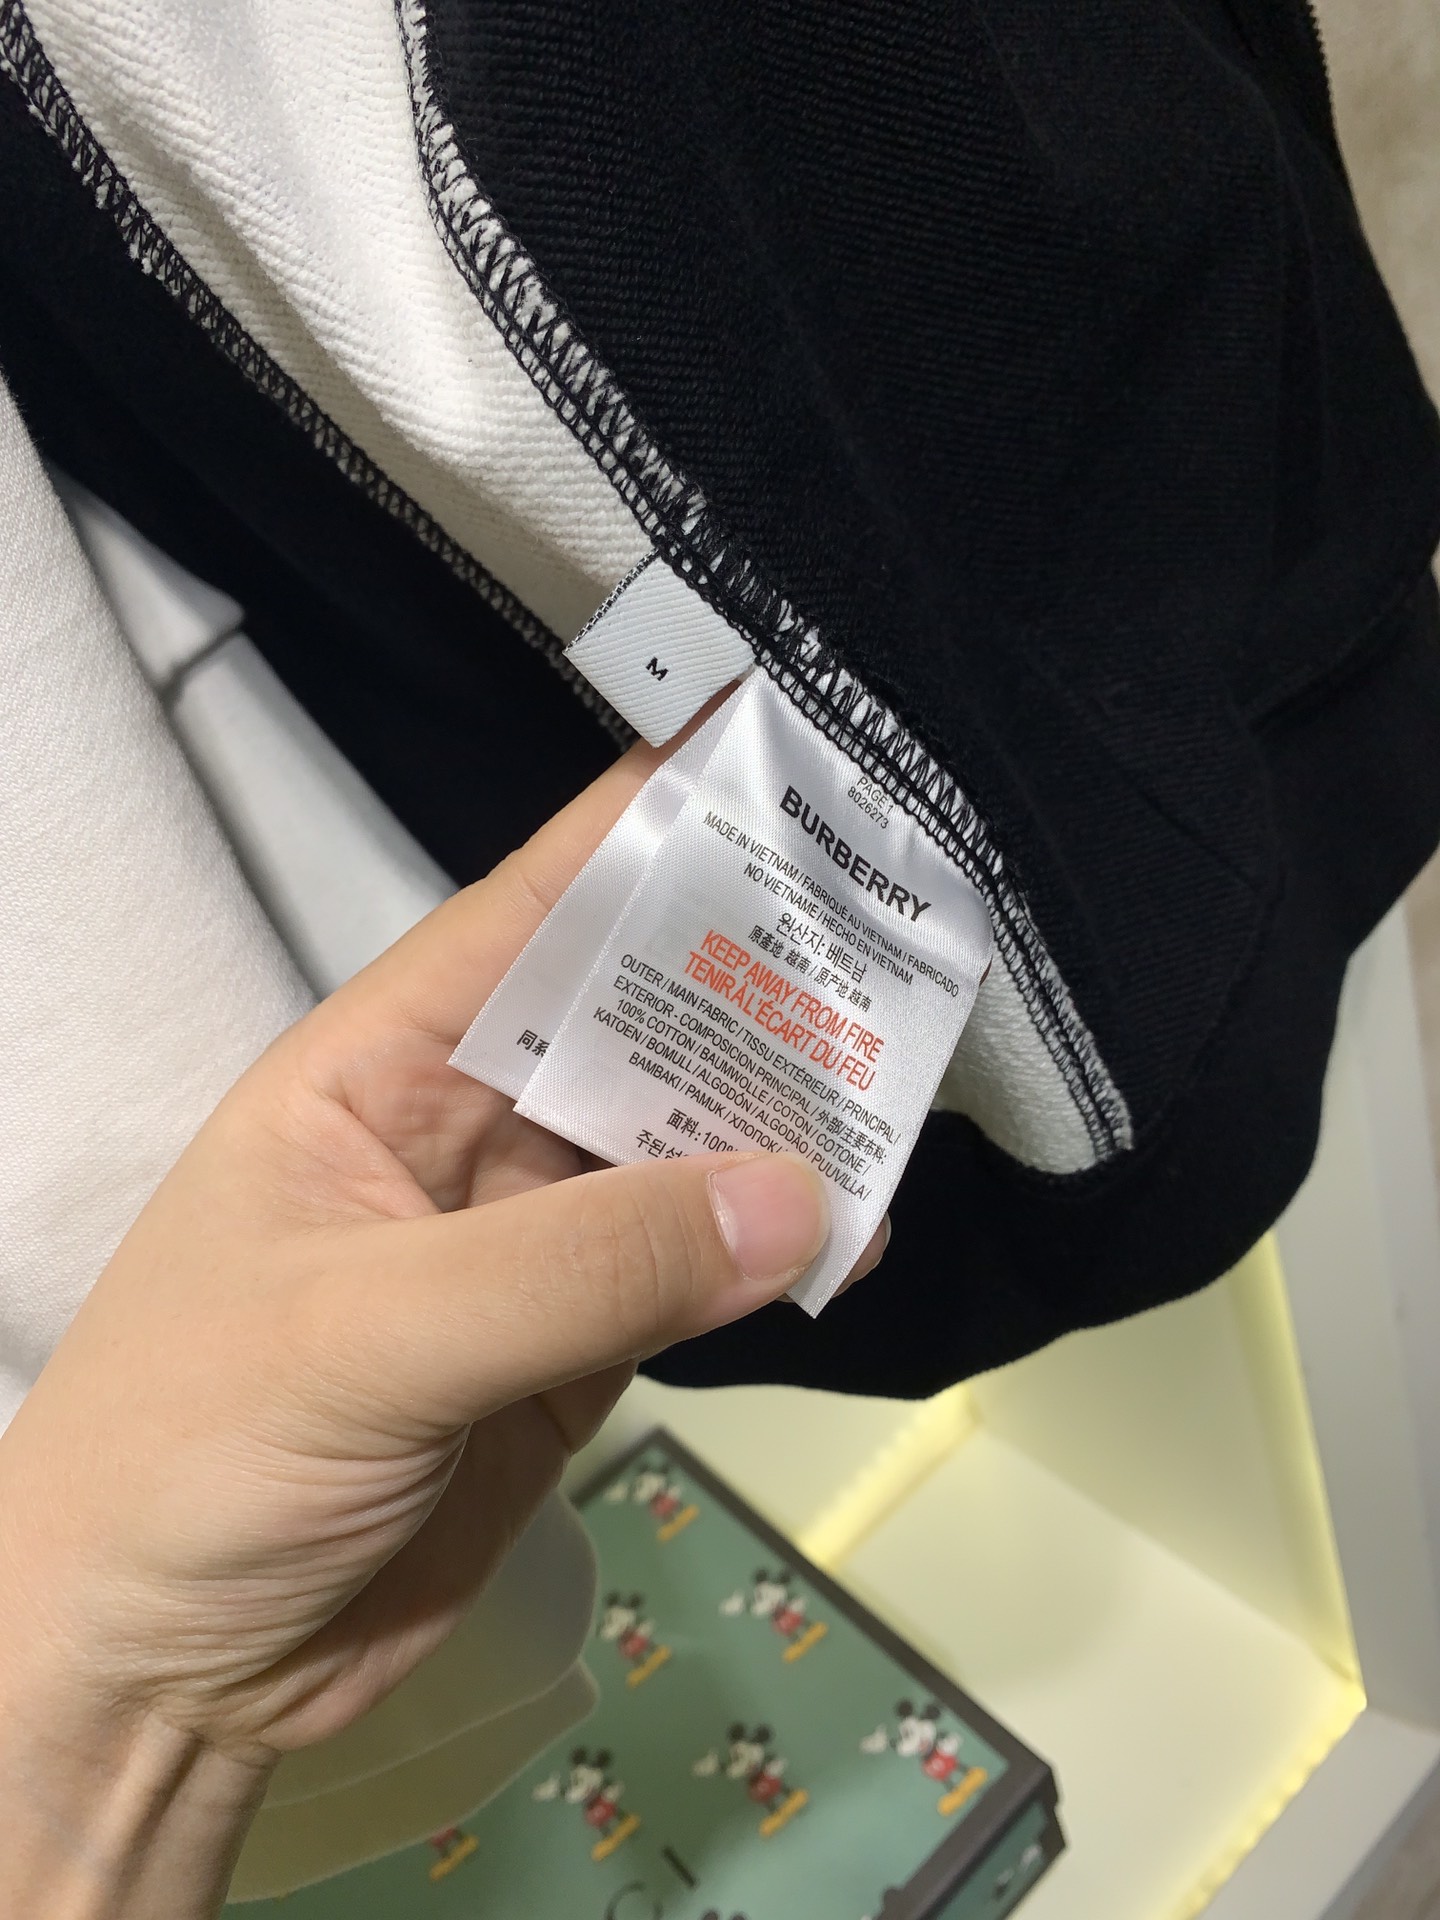 M
PAGE 1
8026273
BURBERRY
MADE IN VIETNAM / FABRIQUÉ AU VIETNAM / FABRICADO
NO VIETNAME / HECHO EN VIETNAM
원산지: 베트남
原產地 越南 / 原产地 越南
KEEP AWAY FROM FIRE
TENIR À L'ÉCART DU FEU
OUTER / MAIN FABRIC / TISSU EXTÉRIEUR / PRINCIPAL /
EXTERIOR - COMPOSICION PRINCIPAL / 外部/主要布料:
100% COTTON / BAUMWOLLE / COTON / COTONE /
KATOEN / BOMULL / ALGODÓN / ALGODÃO / PUUVILLA /
BAMBAKI / PAMUK / ХЛОПОК /
面料: 100%
주된
同系